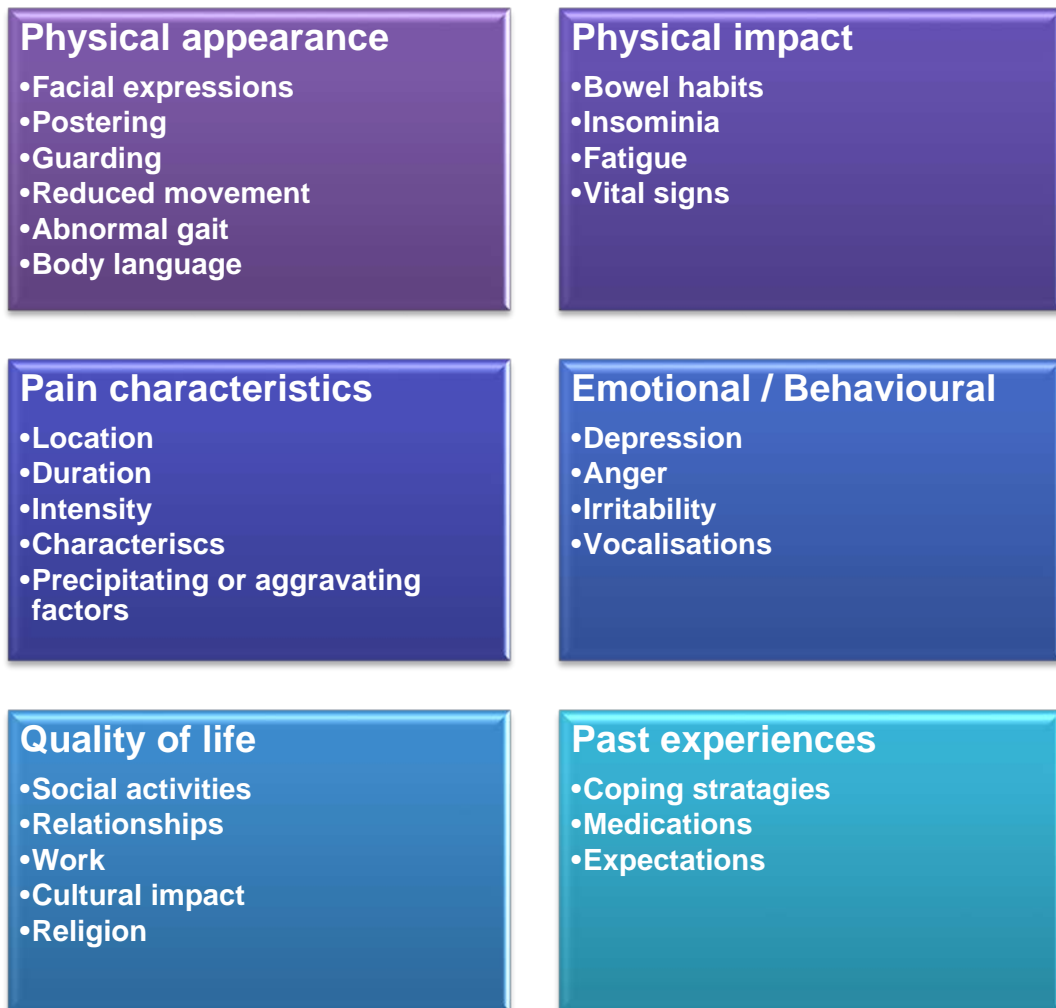 Physical appearance
•Facial expressions
•Postering
•Guarding
•Reduced movement
•Abnormal gait
•Body language
Physical impact
•Bowel habits
•Insominia
•Fatigue
•Vital signs
Pain characteristics
•Location
•Duration
•Intensity
•Characteriscs
•Precipitating or aggravating
factors
Emotional / Behavioural
•Depression
•Anger
•Irritability
•Vocalisations
Quality of life
•Social activities
•Relationships
•Work
•Cultural impact
•Religion
Past experiences
•Coping stratagies
•Medications
•Expectations